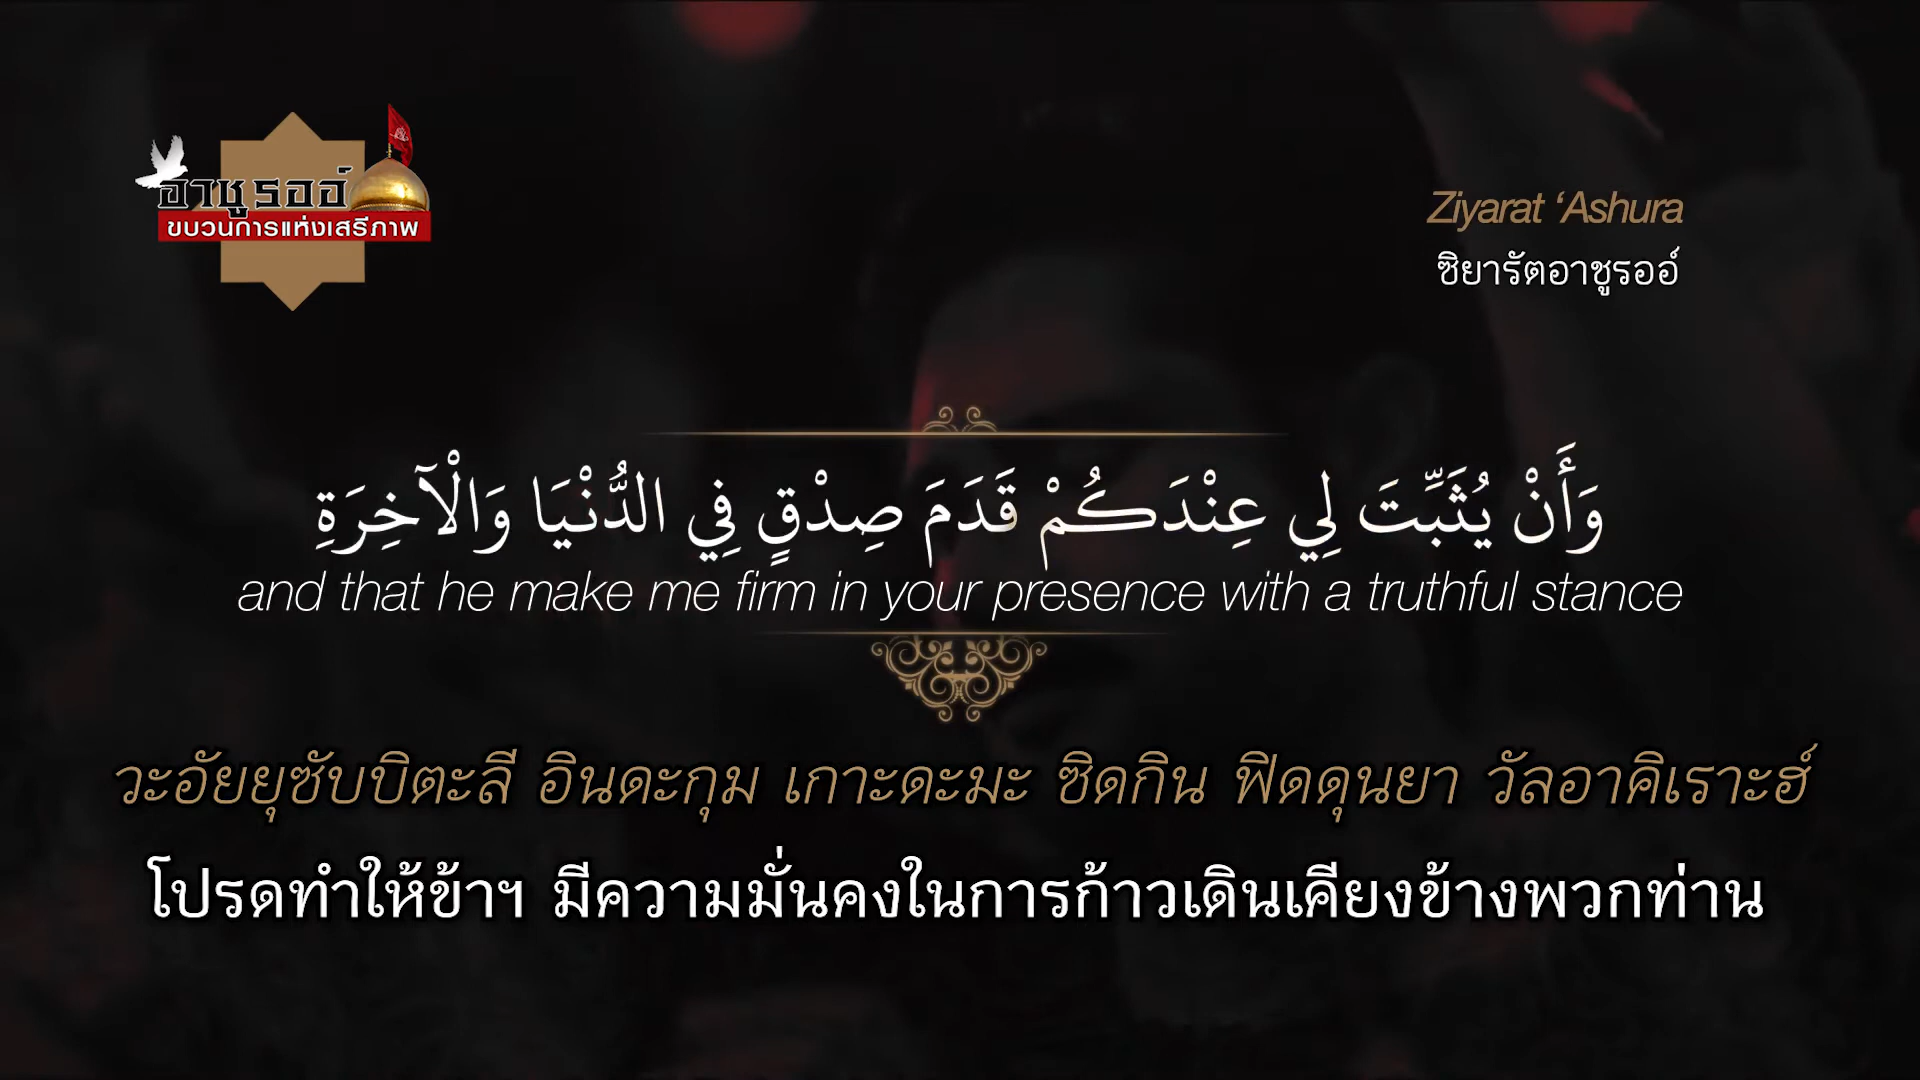 อาชูรออ์
ขบวนการแห่งเสรีภาพ
Ziyarat ‘Ashura
ซิยารัตอาชูรออ์
وَأَنْ يُثَبِّتَ لِي عِنْدَكُمْ قَدَمَ صِدْقٍ فِي الدُّنْيَا وَالْآخِرَةِ
and that he make me firm in your presence with a truthful stance
วะอัยยุซับบิตะลี อินดะกุม เกาะดะมะ ซิดกิน ฟิดดุนยา วัลอาคิเราะฮ์
โปรดทำให้ข้าฯ มีความมั่นคงในการก้าวเดินเคียงข้างพวกท่าน